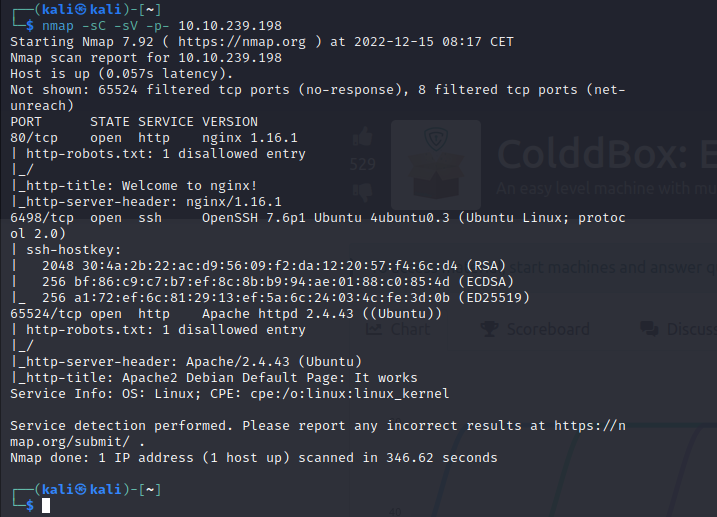 ┌──(kali㉿kali)-[~]
└─$ nmap -sC -sV -p- 10.10.239.198
Starting Nmap 7.92 ( https://nmap.org ) at 2022-12-15 08:17 CET
Nmap scan report for 10.10.239.198
Host is up (0.057s latency).
Not shown: 65524 filtered tcp ports (no-response), 8 filtered tcp ports (net-
unreach)
PORT      STATE SERVICE VERSION
80/tcp    open  http    nginx 1.16.1
| http-robots.txt: 1 disallowed entry
|_/
|_http-title: Welcome to nginx!
|_http-server-header: nginx/1.16.1
6498/tcp  open  ssh     OpenSSH 7.6p1 Ubuntu 4ubuntu0.3 (Ubuntu Linux; protoc
ol 2.0)
| ssh-hostkey:
|   2048 30:4a:2b:22:ac:d9:56:09:f2:da:12:20:57:f4:6c:d4 (RSA)
|   256 bf:86:c9:c7:b7:ef:8c:8b:b9:94:ae:01:88:c0:85:4d (ECDSA)
|_  256 a1:72:ef:6c:81:29:13:ef:5a:6c:24:03:4c:fe:3d:0b (ED25519)
65524/tcp open  http    Apache httpd 2.4.43 ((Ubuntu))
| http-robots.txt: 1 disallowed entry
|_/
|_http-server-header: Apache/2.4.43 (Ubuntu)
|_http-title: Apache2 Debian Default Page: It works
Service Info: OS: Linux; CPE: cpe:/o:linux:linux_kernel

Service detection performed. Please report any incorrect results at https://n
map.org/submit/ .
Nmap done: 1 IP address (1 host up) scanned in 346.62 seconds

┌──(kali㉿kali)-[~]
└─$
529
ColddBox: E
An easy level machine with mu
start machines and answer qu
Chart
Scoreboard
Discus